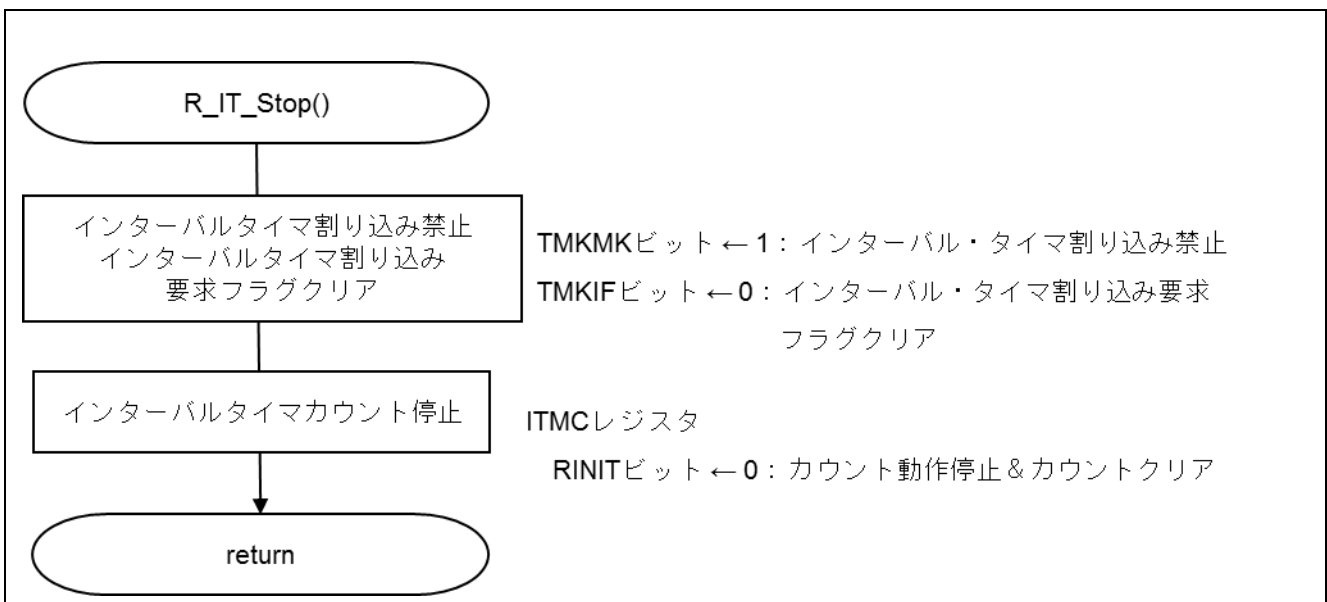 R_IT_Stop()
インターバルタイマ割り込み禁止
インターバルタイマ割り込み
要求フラグクリア
TMKMKビット ← 1 : インターバル・タイマ割り込み禁止
TMKIFビット ← 0 : インターバル・タイマ割り込み要求
フラグクリア
インターバルタイマカウント停止
ITMCレジスタ
RINITビット ← 0 : カウント動作停止＆カウントクリア
return